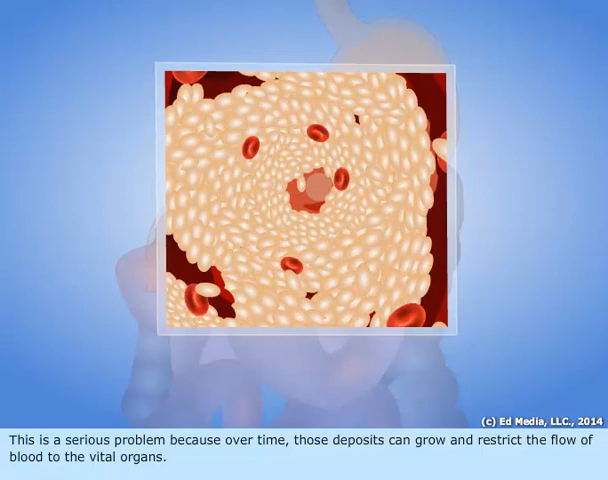 (c) Ed Media, LLC., 2014
This is a serious problem because over time, those deposits can grow and restrict the flow of
blood to the vital organs.